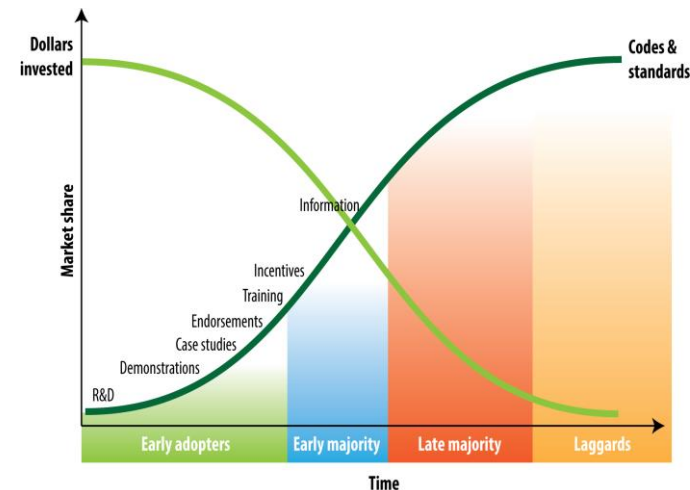 Dollars
invested
Codes &
standards
Market share
Information
Incentives
Training
Endorsements
Case studies
Demonstrations
R&D
Early adopters
Early majority
Late majority
Laggards
Time